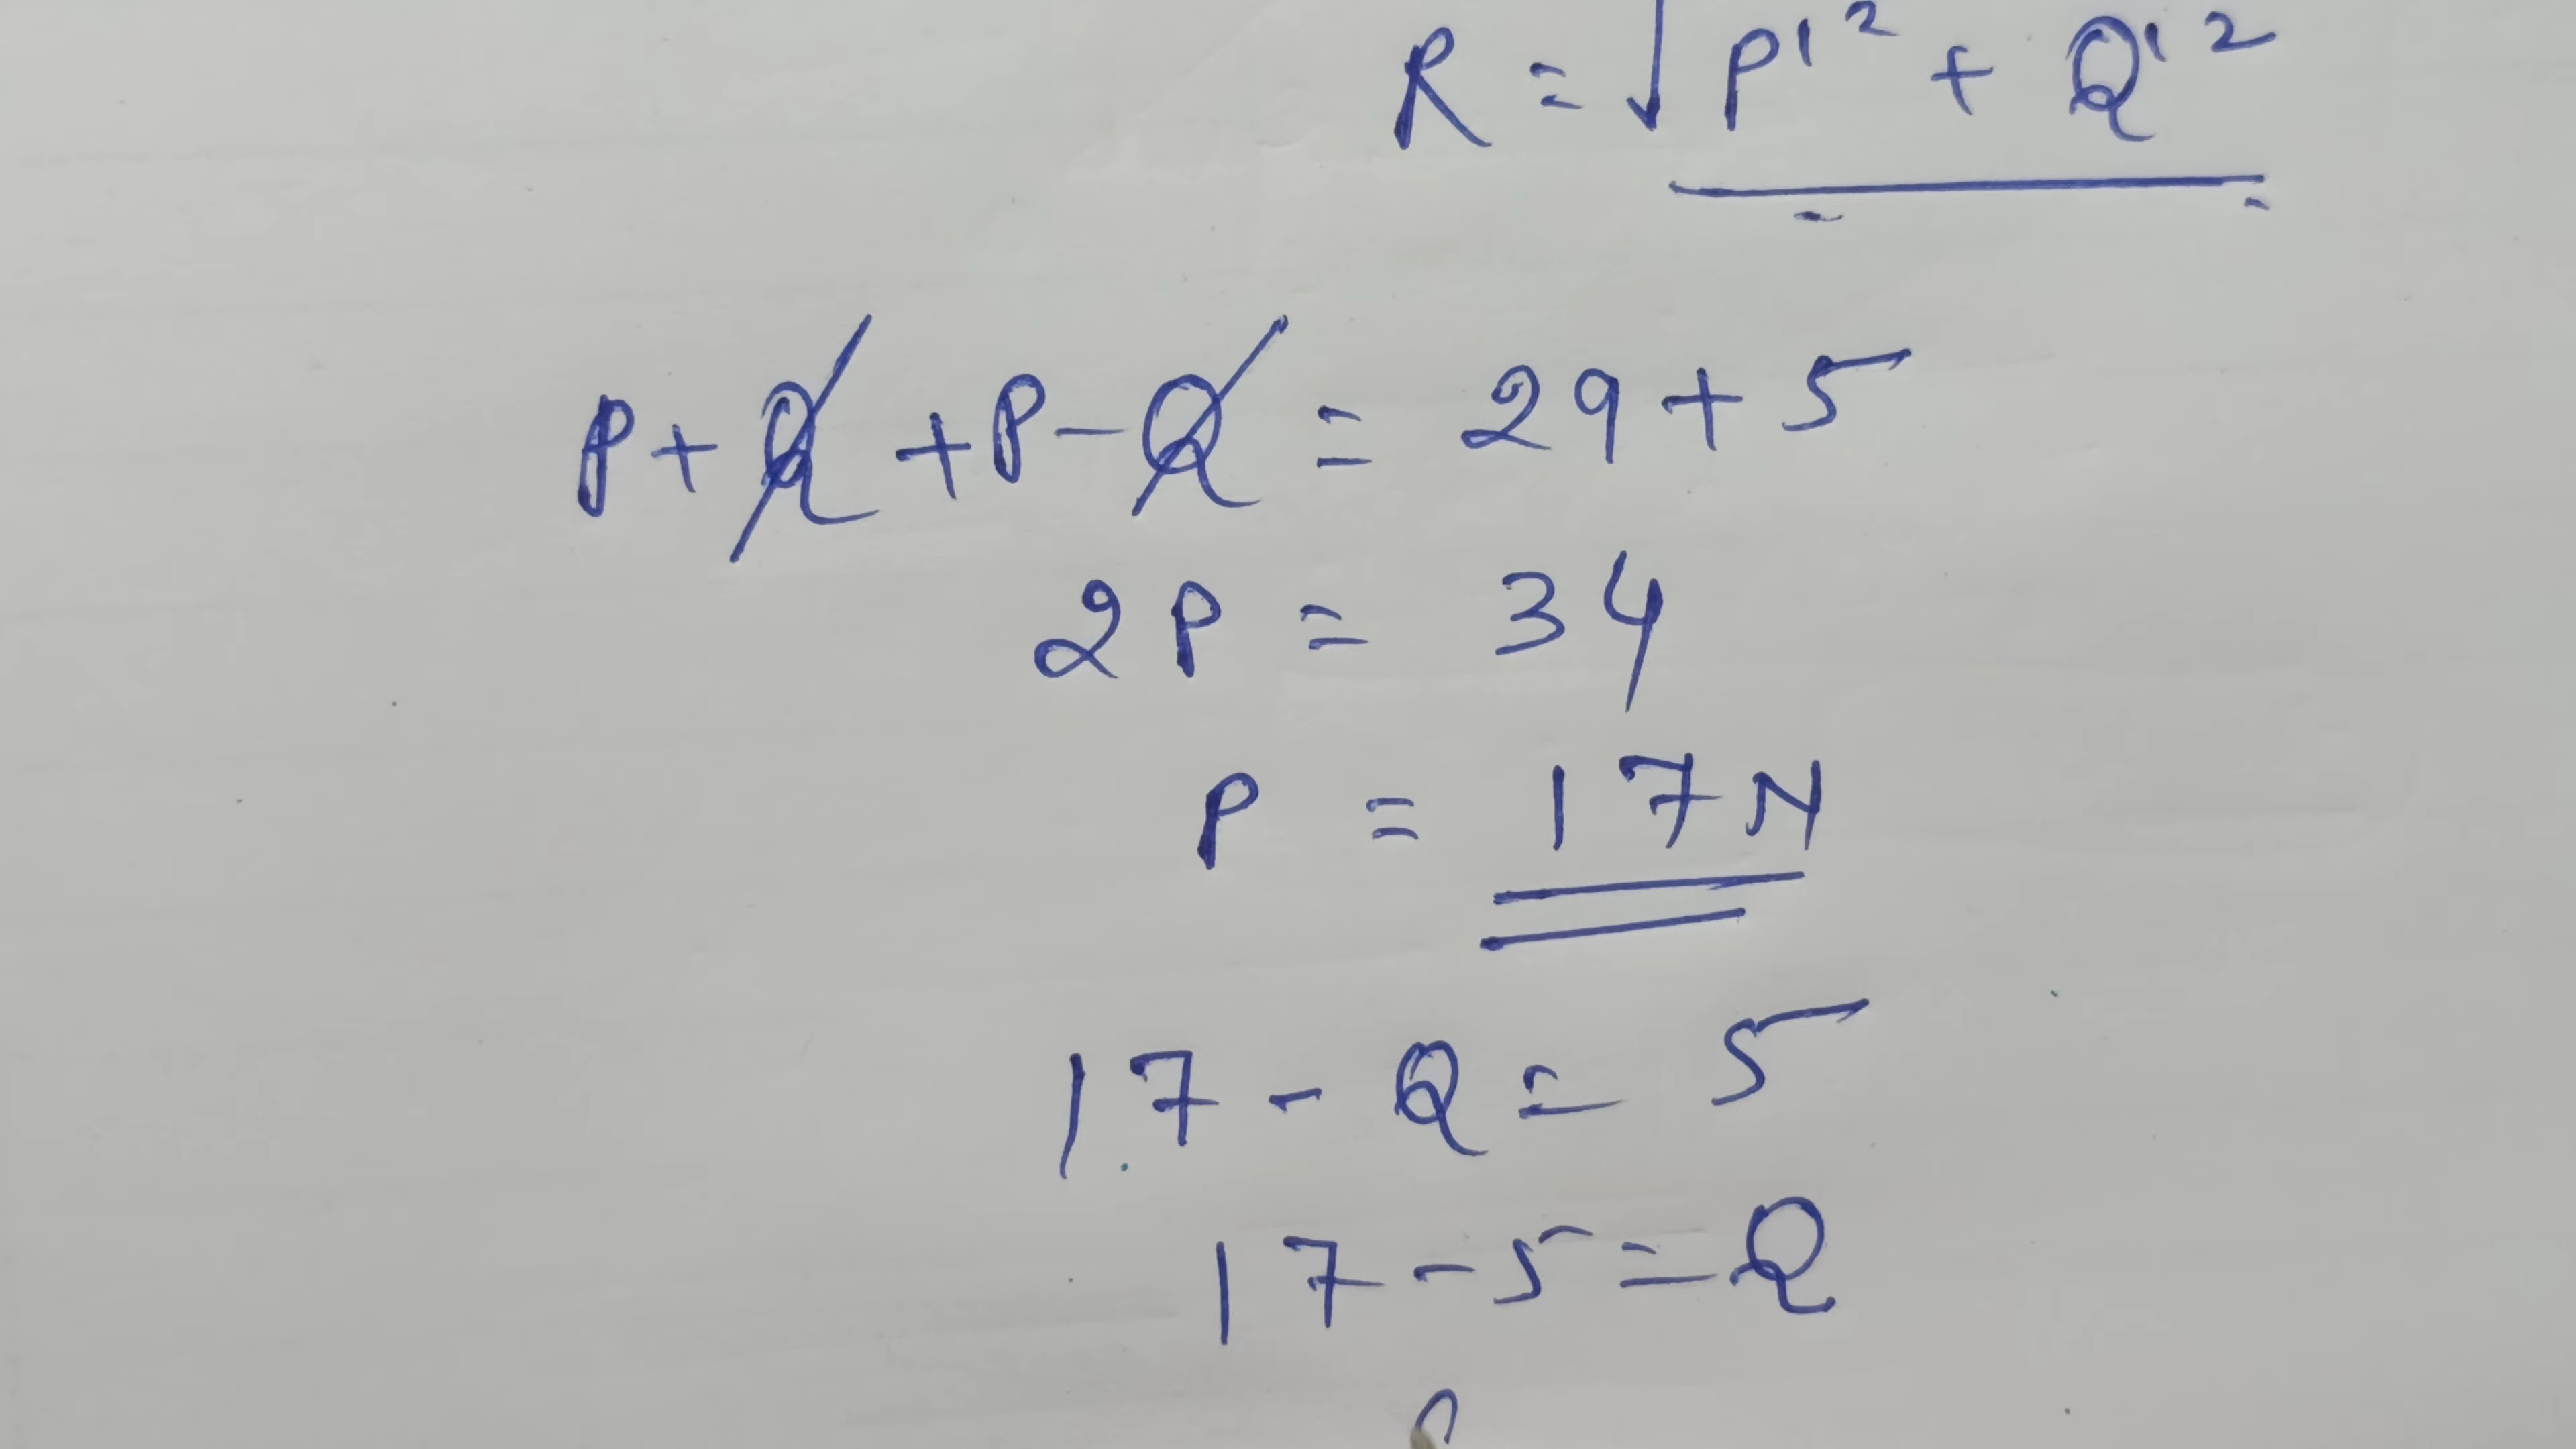 R = √P'² + Q'²
P + Q + P - Q = 29 + 5
2P = 34
P = 17N
17 - Q = 5
17 - 5 = Q